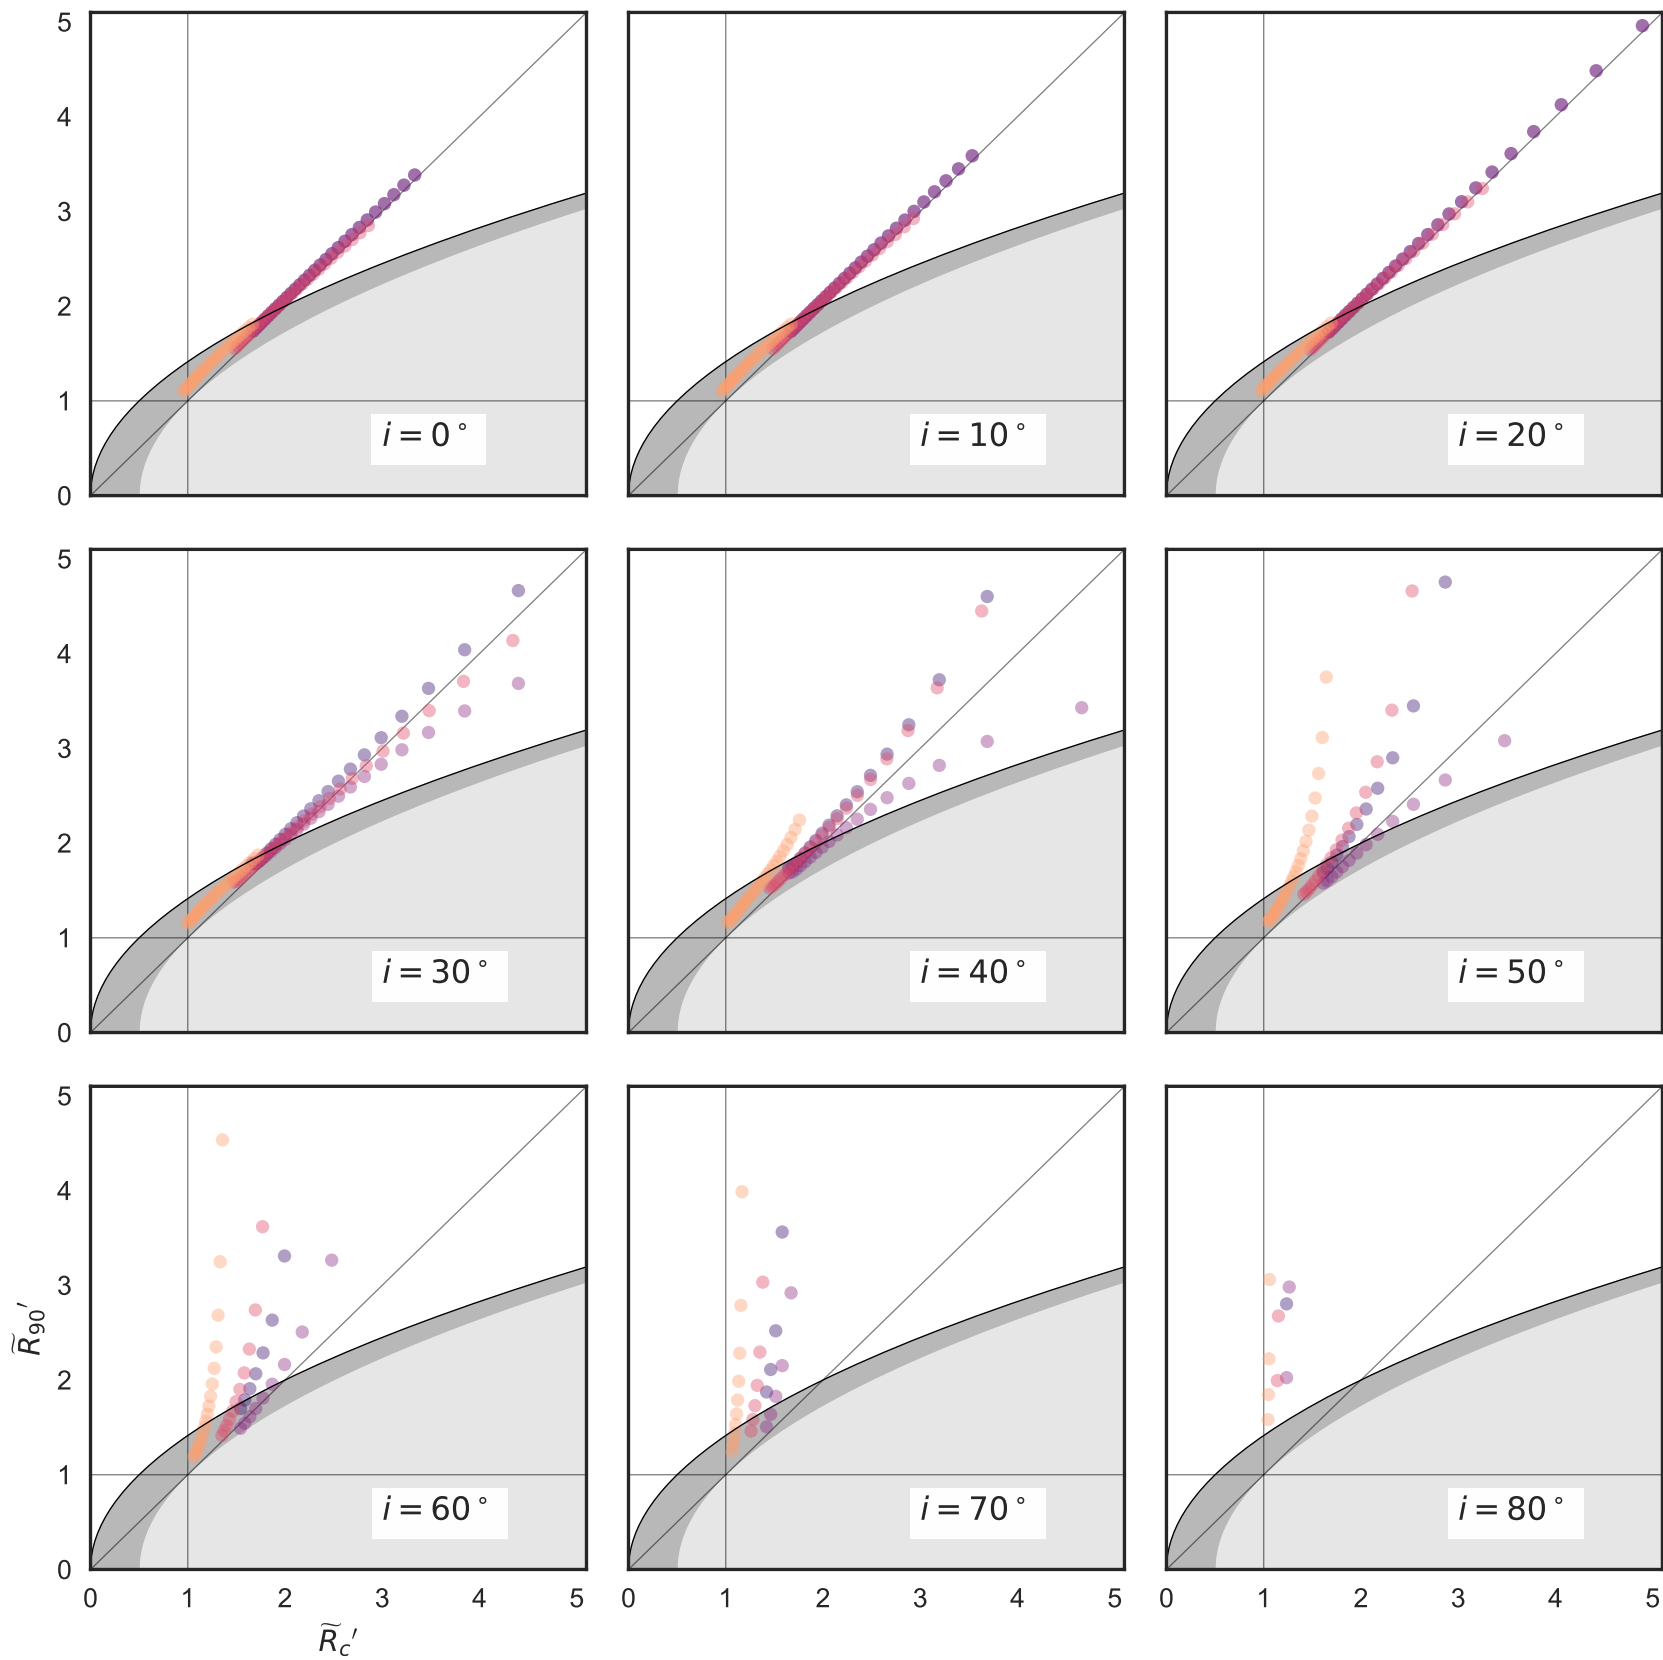 5
4
3
2
1
0
i = 0°
i = 10°
i = 20°
5
4
3
2
1
0
i = 30°
i = 40°
i = 50°
5
4
3
2
1
0
i = 60°
i = 70°
i = 80°
R̃₉₀′
0 1 2 3 4 5
0 1 2 3 4 5
0 1 2 3 4 5
R̃c′